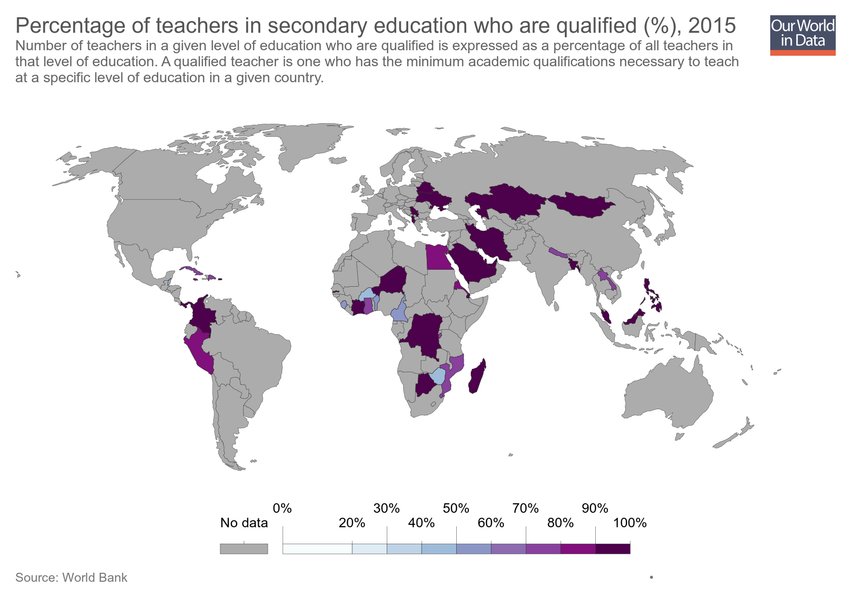 Percentage of teachers in secondary education who are qualified (%), 2015
Our World
in Data
Number of teachers in a given level of education who are qualified is expressed as a percentage of all teachers in
that level of education. A qualified teacher is one who has the minimum academic qualifications necessary to teach
at a specific level of education in a given country.
0% 30% 50% 70% 90%
No data 20% 40% 60% 80% 100%
Source: World Bank